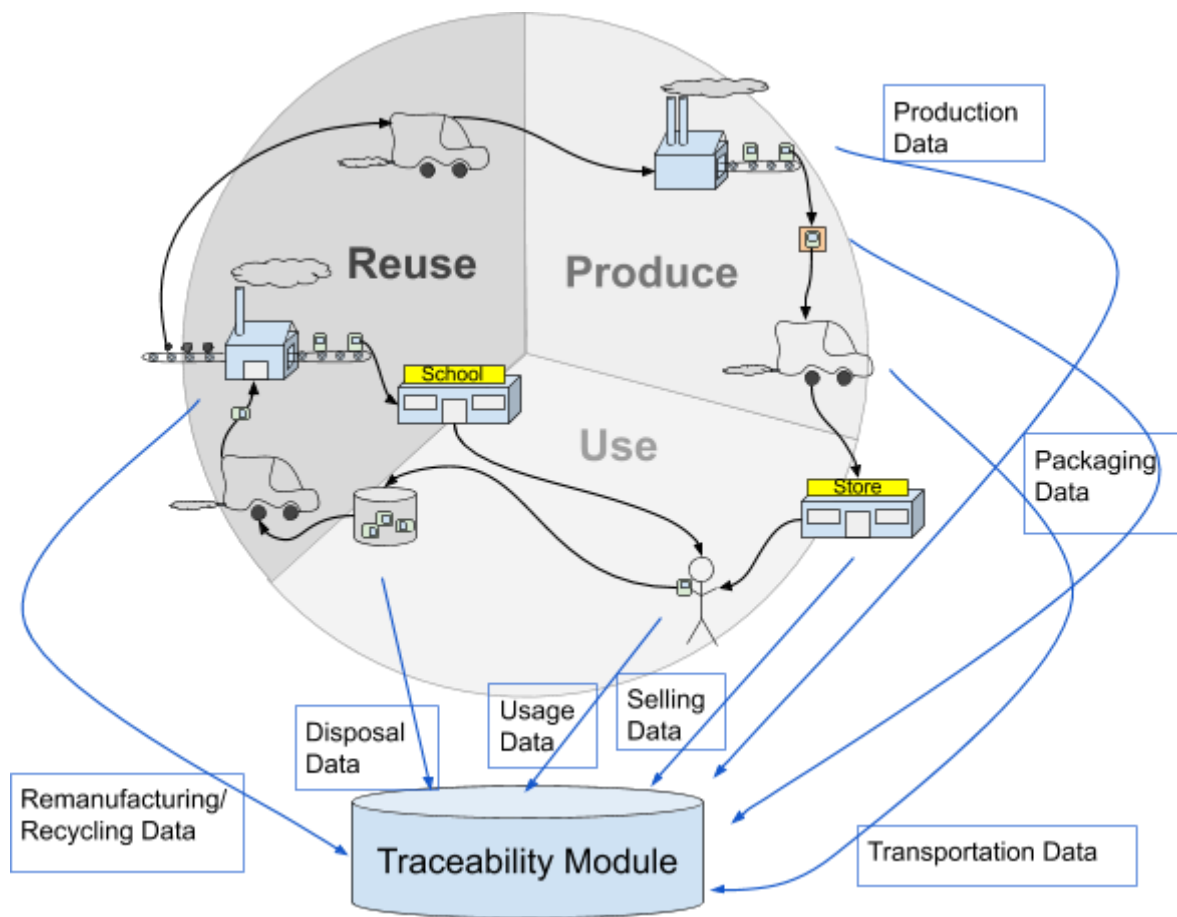 Production
Data
Reuse
Produce
School
Use
Store
Packaging
Data
Selling
Data
Usage
Data
Disposal
Data
Remanufacturing/
Recycling Data
Transportation Data
Traceability Module